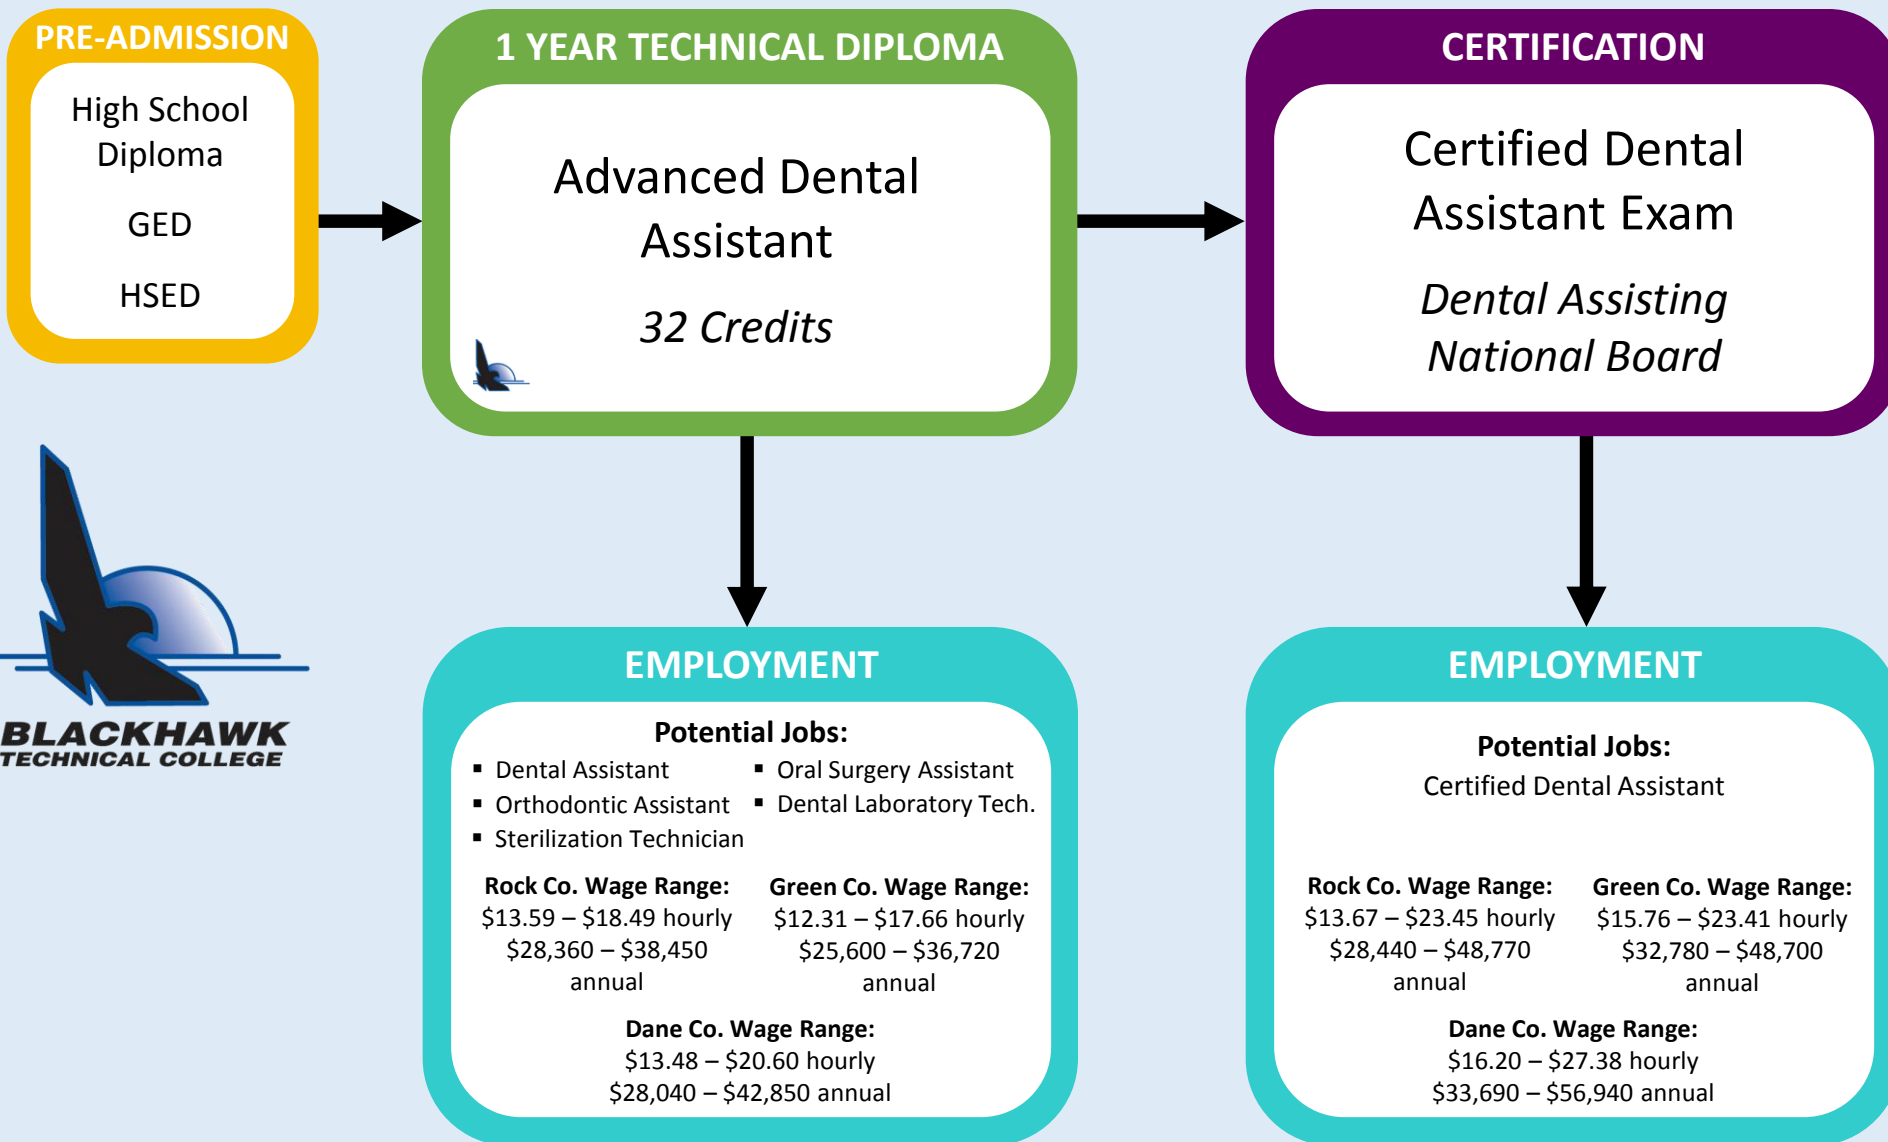 PRE-ADMISSION
High School
Diploma
GED
HSED
1 YEAR TECHNICAL DIPLOMA
Advanced Dental
Assistant
32 Credits
CERTIFICATION
Certified Dental
Assistant Exam
Dental Assisting
National Board
BLACKHAWK
TECHNICAL COLLEGE
EMPLOYMENT
Potential Jobs:
▪ Dental Assistant
▪ Orthodontic Assistant
▪ Sterilization Technician
▪ Oral Surgery Assistant
▪ Dental Laboratory Tech.
Rock Co. Wage Range:
$13.59 – $18.49 hourly
$28,360 – $38,450
annual
Green Co. Wage Range:
$12.31 – $17.66 hourly
$25,600 – $36,720
annual
Dane Co. Wage Range:
$13.48 – $20.60 hourly
$28,040 – $42,850 annual
EMPLOYMENT
Potential Jobs:
Certified Dental Assistant
Rock Co. Wage Range:
$13.67 – $23.45 hourly
$28,440 – $48,770
annual
Green Co. Wage Range:
$15.76 – $23.41 hourly
$32,780 – $48,700
annual
Dane Co. Wage Range:
$16.20 – $27.38 hourly
$33,690 – $56,940 annual